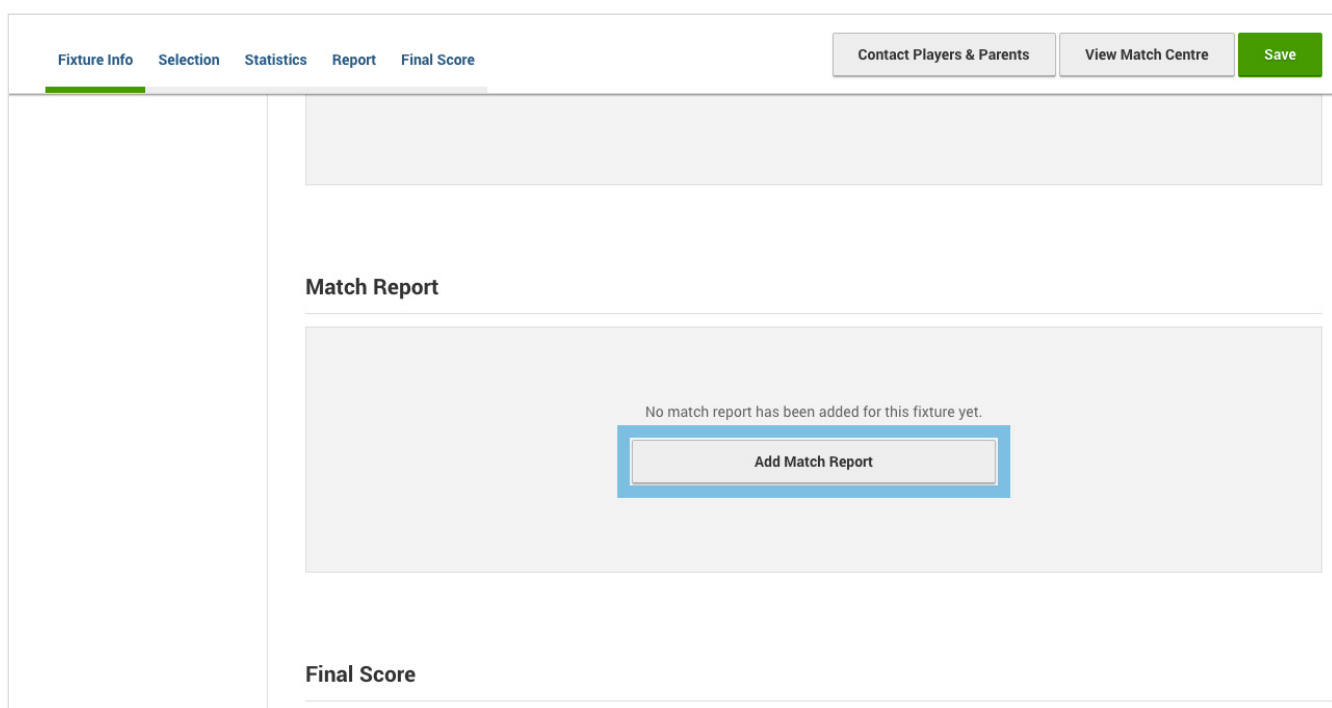 Fixture Info Selection Statistics Report Final Score Contact Players & Parents View Match Centre Save
Match Report
No match report has been added for this fixture yet.
Add Match Report
Final Score